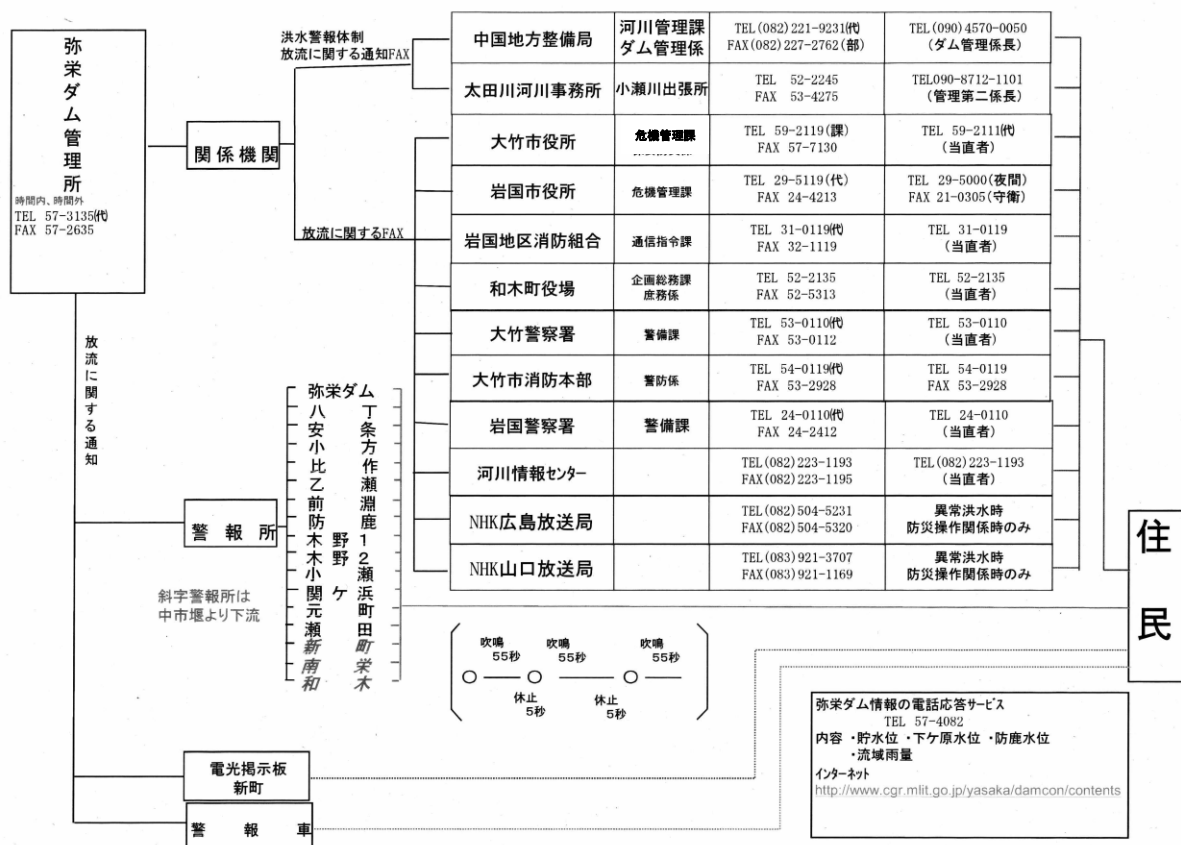 弥栄ダム管理所
時間内、時間外
TEL 57-3135㈹
FAX 57-2635
関係機関
洪水警報体制
放流に関する通知FAX
放流に関するFAX
中国地方整備局 河川管理課 ダム管理係 TEL(082)221-9231㈹ FAX(082)227-2762(部) TEL(090)4570-0050 (ダム管理係長)
太田川河川事務所 小瀬川出張所 TEL 52-2245 FAX 53-4275 TEL090-8712-1101 (管理第二係長)
大竹市役所 危機管理課 TEL 59-2119(課) FAX 57-7130 TEL 59-2111㈹ (当直者)
岩国市役所 危機管理課 TEL 29-5119(代) FAX 24-4213 TEL 29-5000(夜間) FAX 21-0305(守衛)
岩国地区消防組合 通信指令課 TEL 31-0119㈹ FAX 32-1119 TEL 31-0119 (当直者)
和木町役場 企画総務課 庶務係 TEL 52-2135 FAX 52-5313 TEL 52-2135 (当直者)
大竹警察署 警備課 TEL 53-0110㈹ FAX 53-0112 TEL 53-0110 (当直者)
大竹市消防本部 警防係 TEL 54-0119㈹ FAX 53-2928 TEL 54-0119 FAX 53-2928
岩国警察署 警備課 TEL 24-0110㈹ FAX 24-2412 TEL 24-0110 (当直者)
河川情報センター TEL(082)223-1193 FAX(082)223-1195 TEL(082)223-1193 (当直者)
NHK広島放送局 TEL(082)504-5231 FAX(082)504-5320 異常洪水時 防災操作関係時のみ
NHK山口放送局 TEL(083)921-3707 FAX(083)921-1169 異常洪水時 防災操作関係時のみ
放流に関する通知
警報所
弥栄ダム
八丁
安条
小方
比作
乙瀬
前淵
防鹿
木野1
木野2
小瀬
関ケ浜
元町
瀬田
新町
南栄
和木
斜字警報所は
中市堰より下流
吹鳴 吹鳴 吹鳴
55秒 55秒 55秒
休止 休止
5秒 5秒
住民
電光掲示板
新町
警報車
弥栄ダム情報の電話応答サービス
TEL 57-4082
内容 ・貯水位 ・下ケ原水位 ・防鹿水位
・流域雨量
インターネット
http://www.cgr.mlit.go.jp/yasaka/damcon/contents